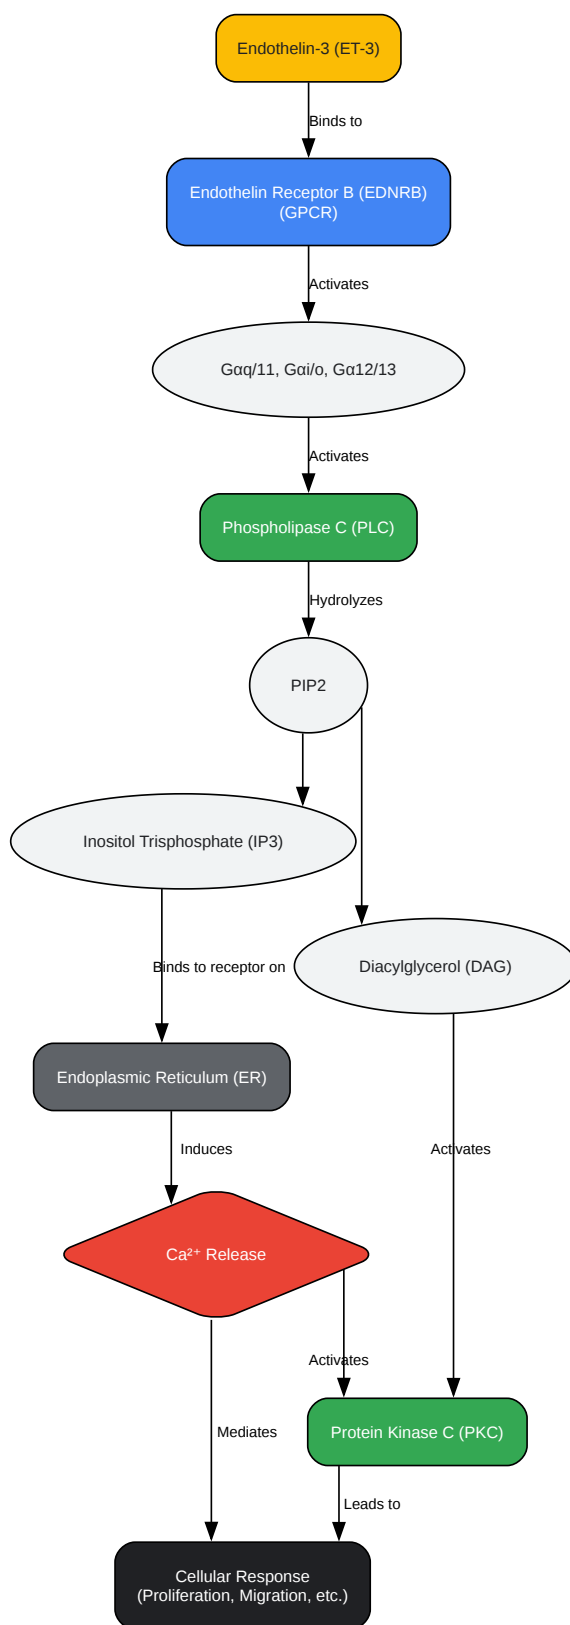 Endothelin-3 (ET-3)
Binds to
Endothelin Receptor B (EDNRB)
(GPCR)
Activates
Gαq/11, Gαi/o, Gα12/13
Activates
Phospholipase C (PLC)
Hydrolyzes
PIP2
Inositol Trisphosphate (IP3)
Binds to receptor on
Diacylglycerol (DAG)
Endoplasmic Reticulum (ER)
Induces
Activates
Ca²⁺ Release
Activates
Protein Kinase C (PKC)
Mediates
Leads to
Cellular Response
(Proliferation, Migration, etc.)